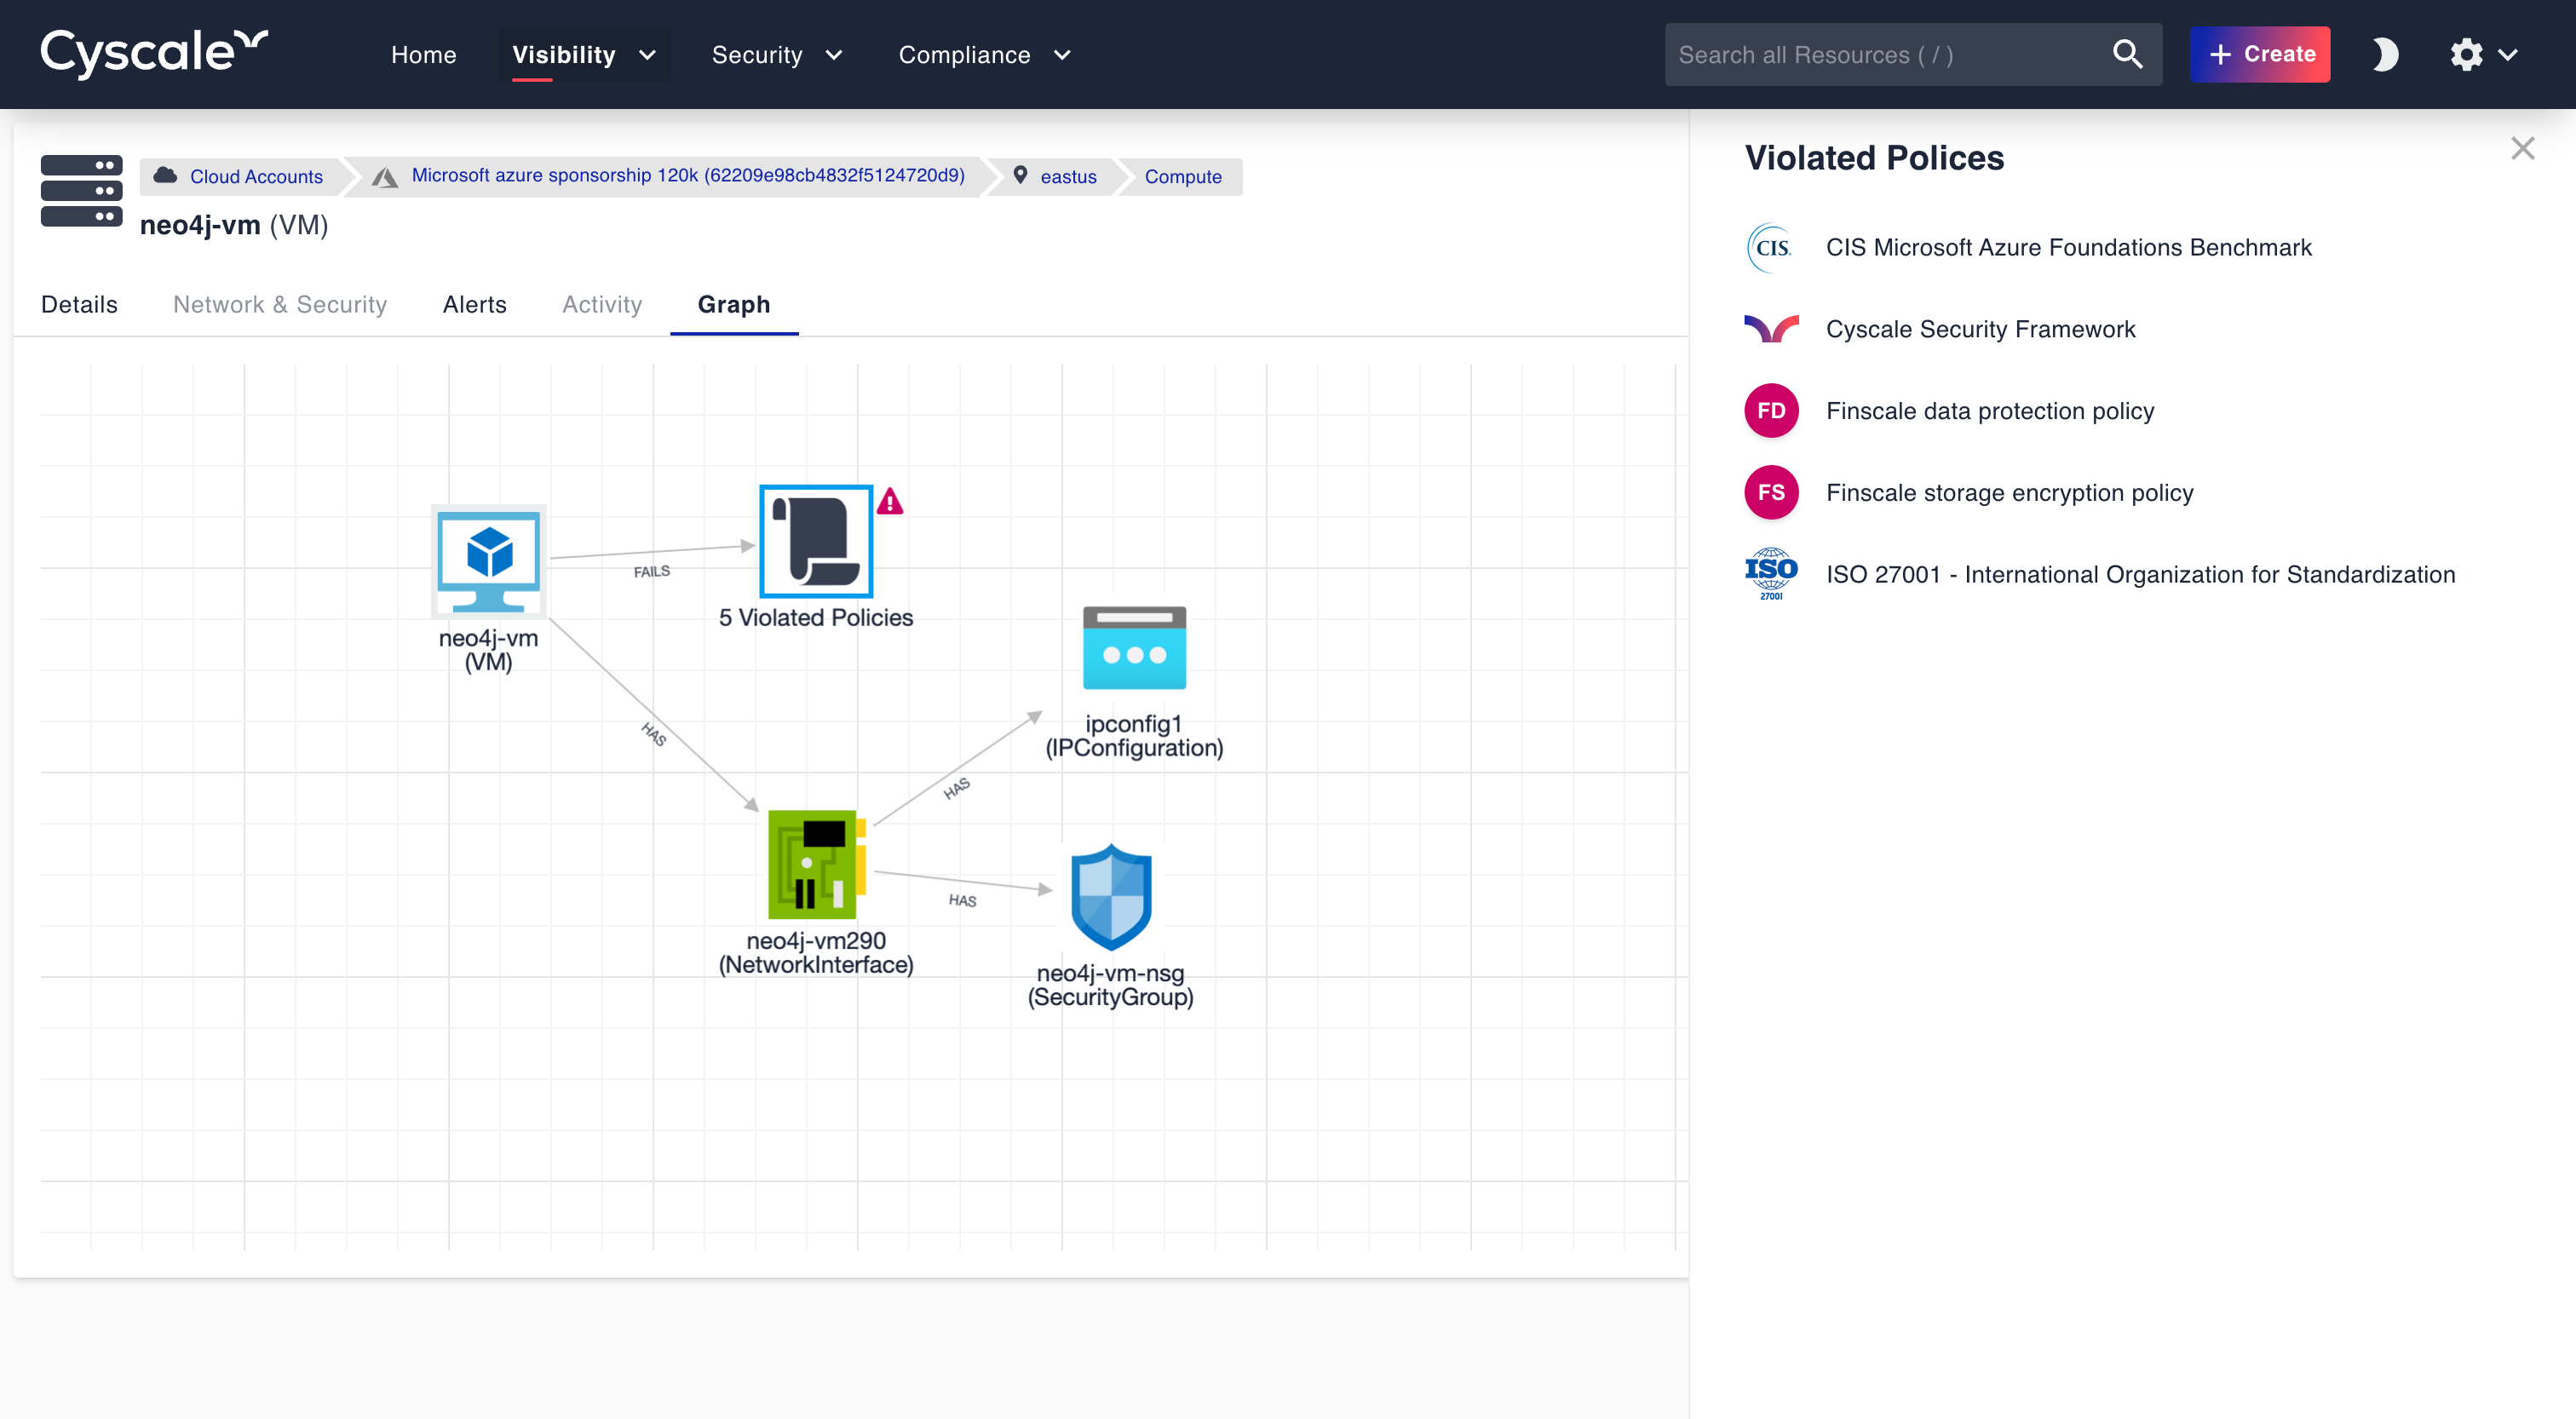 Cyscale
Home
Visibility
Security
Compliance
Search all Resources ( / )
+ Create
Cloud Accounts
Microsoft azure sponsorship 120k (62209e98cb4832f5124720d9)
eastus
Compute
neo4j-vm (VM)
Details
Network & Security
Alerts
Activity
Graph
FAILS
5 Violated Policies
neo4j-vm
(VM)
HAS
ipconfig1
(IPConfiguration)
HAS
HAS
neo4j-vm290
(NetworkInterface)
neo4j-vm-nsg
(SecurityGroup)
Violated Polices
CIS
CIS Microsoft Azure Foundations Benchmark
Cyscale Security Framework
FD
Finscale data protection policy
FS
Finscale storage encryption policy
ISO
27001
ISO 27001 - International Organization for Standardization